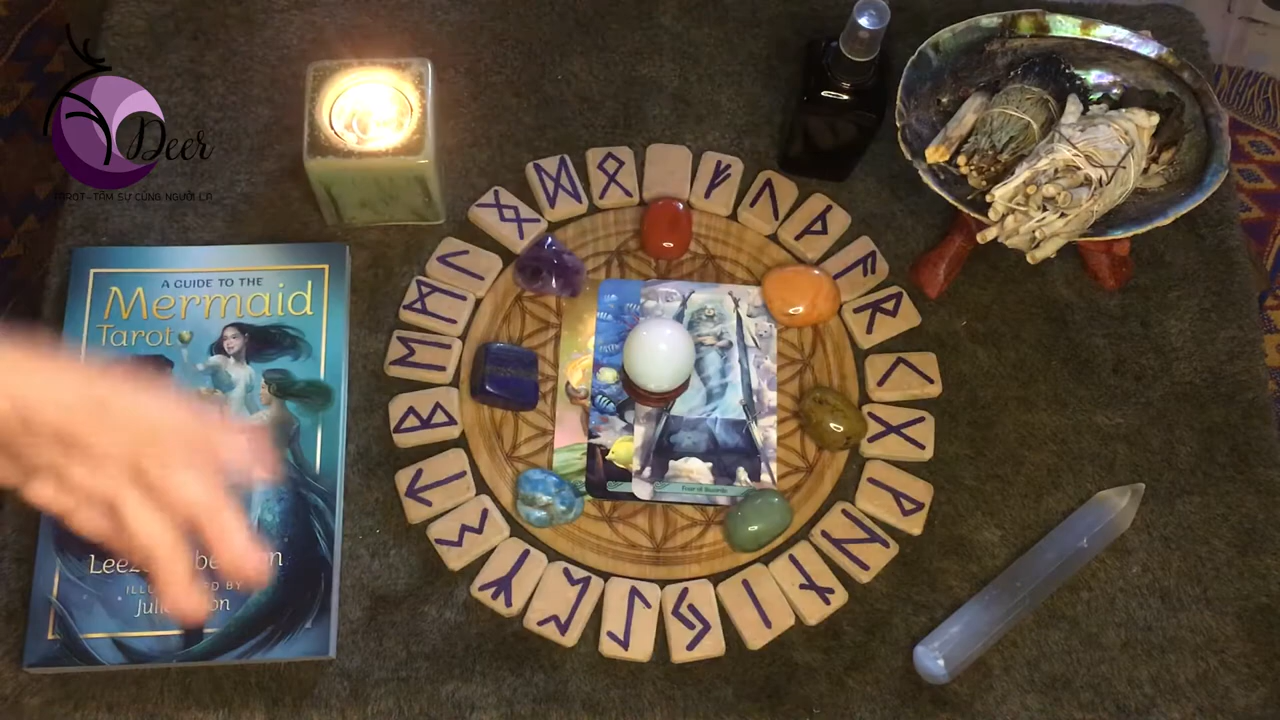 Deer
TAROT-TÂM SỰ CÙNG NGƯỜI LẠ
A GUIDE TO THE
Mermaid
Tarot
ILLUSTRATED BY
Four of Swords
ᛞ
ᛟ
ᚠ
ᚢ
ᚦ
ᚨ
ᚱ
ᚲ
ᚷ
ᚹ
ᚺ
ᚾ
ᛁ
ᛃ
ᛇ
ᛈ
ᛉ
ᛊ
ᛏ
ᛒ
ᛖ
ᛗ
ᛚ
ᛜ